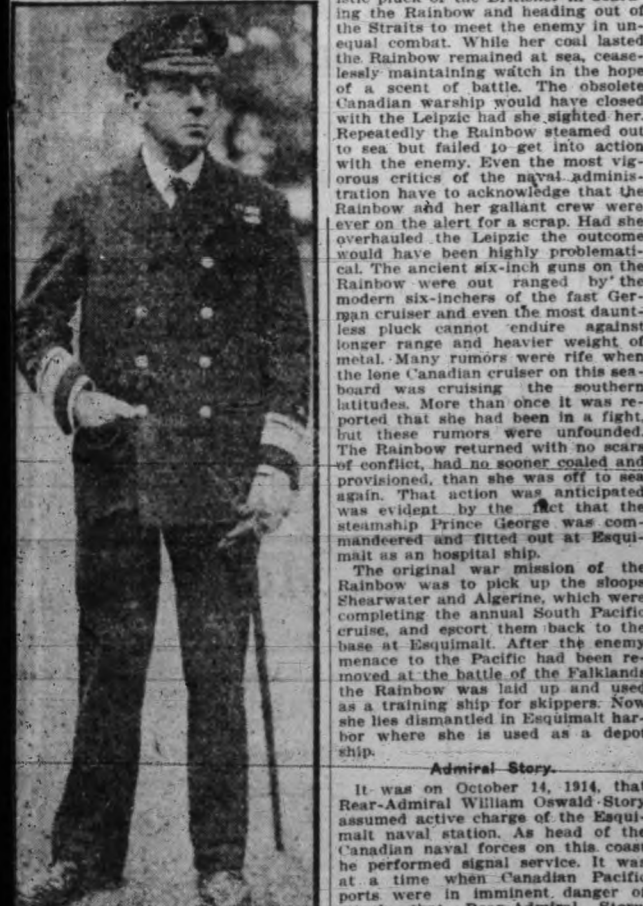 ing the Rainbow and heading out of
the Straits to meet the enemy in un-
equal combat. While her coal lasted
the Rainbow remained at sea, cease-
lessly maintaining watch in the hope
of a scent of battle. The obsolete
Canadian warship would have closed
with the Leipzic had she sighted her.
Repeatedly the Rainbow steamed out
to sea but failed to get into action
with the enemy. Even the most vig-
orous critics of the naval adminis-
tration have to acknowledge that the
Rainbow and her gallant crew were
ever on the alert for a scrap. Had she
overhauled the Leipzic the outcome
would have been highly problemati-
cal. The ancient six-inch guns on the
Rainbow were out ranged by the
modern six-inchers of the fast Ger-
man cruiser and even the most daunt-
less pluck cannot endure against
longer range and heavier weight of
metal. Many rumors were rife when
the lone Canadian cruiser on this sea-
board was cruising the southern
latitudes. More than once it was re-
ported that she had been in a fight,
but these rumors were unfounded.
The Rainbow returned with no scars
of conflict, had no sooner coaled and
provisioned, than she was off to sea
again. That action was anticipated
was evident by the fact that the
steamship Prince George was com-
mandeered and fitted out at Esqui-
malt as an hospital ship.
The original war mission of the
Rainbow was to pick up the sloops
Shearwater and Algerine, which were
completing the annual South Pacific
cruise, and escort them back to the
base at Esquimalt. After the enemy
menace to the Pacific had been re-
moved at the battle of the Falklands
the Rainbow was laid up and used
as a training ship for skippers. Now
she lies dismantled in Esquimalt har-
bor where she is used as a depot
ship.
Admiral Story.
It was on October 14, 1914, that
Rear-Admiral William Oswald Story
assumed active charge of the Esqui-
malt naval station. As head of the
Canadian naval forces on this coast
he performed signal service. It was
at a time when Canadian Pacific
ports were in imminent danger of